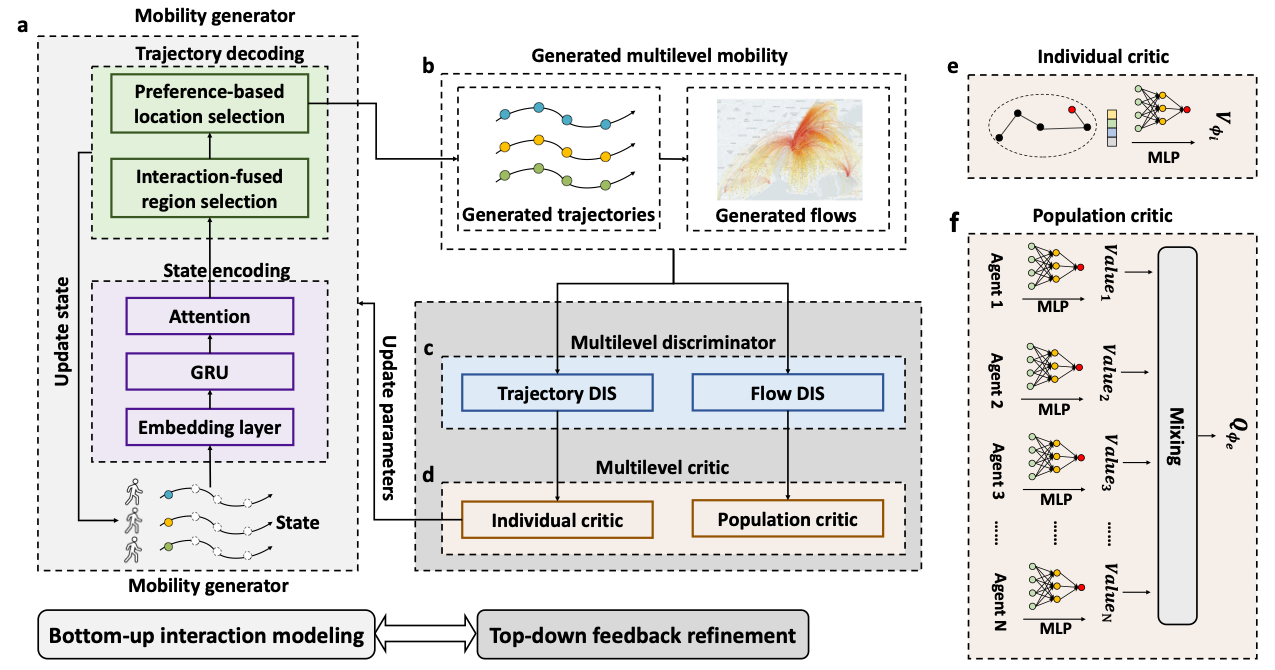 a
Mobility generator
Trajectory decoding
Preference-based
location selection
Interaction-fused
region selection
State encoding
Attention
GRU
Embedding layer
State
Update state
Mobility generator
b
Generated multilevel mobility
Generated trajectories
Generated flows
Update parameters
c
Multilevel discriminator
Trajectory DIS
Flow DIS
d
Multilevel critic
Individual critic
Population critic
e
Individual critic
MLP
V_{ϕ_i}
f
Population critic
Agent 1
MLP
Value_1
Agent 2
MLP
Value_2
Agent 3
MLP
Value_3
......
......
......
Agent N
MLP
Value_N
Mixing
Q_{ϕ_e}
Bottom-up interaction modeling
Top-down feedback refinement